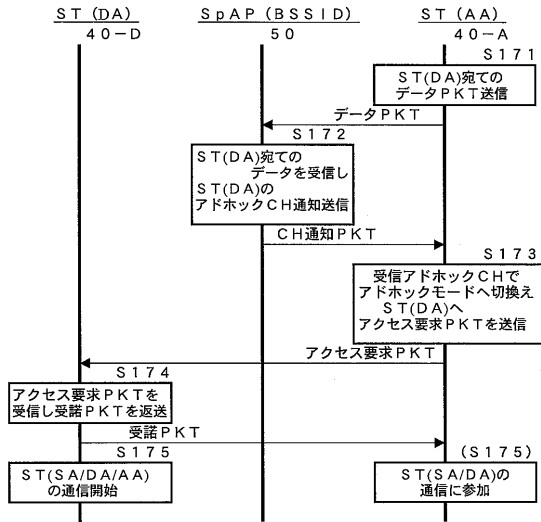 ST(DA) SpAP(BSSID) ST(AA)
40-D 50 40-A
S171
ST(DA)宛ての
データPKT送信
データPKT
S172
ST(DA)宛ての
データを受信し
ST(DA)の
アドホックCH通知送信
CH通知PKT
S173
受信アドホックCHで
アドホックモードへ切換え
ST(DA)へ
アクセス要求PKTを送信
アクセス要求PKT
S174
アクセス要求PKTを
受信し受諾PKTを返送
受諾PKT
S175 (S175)
ST(SA/DA/AA)
の通信開始
ST(SA/DA)の
通信に参加